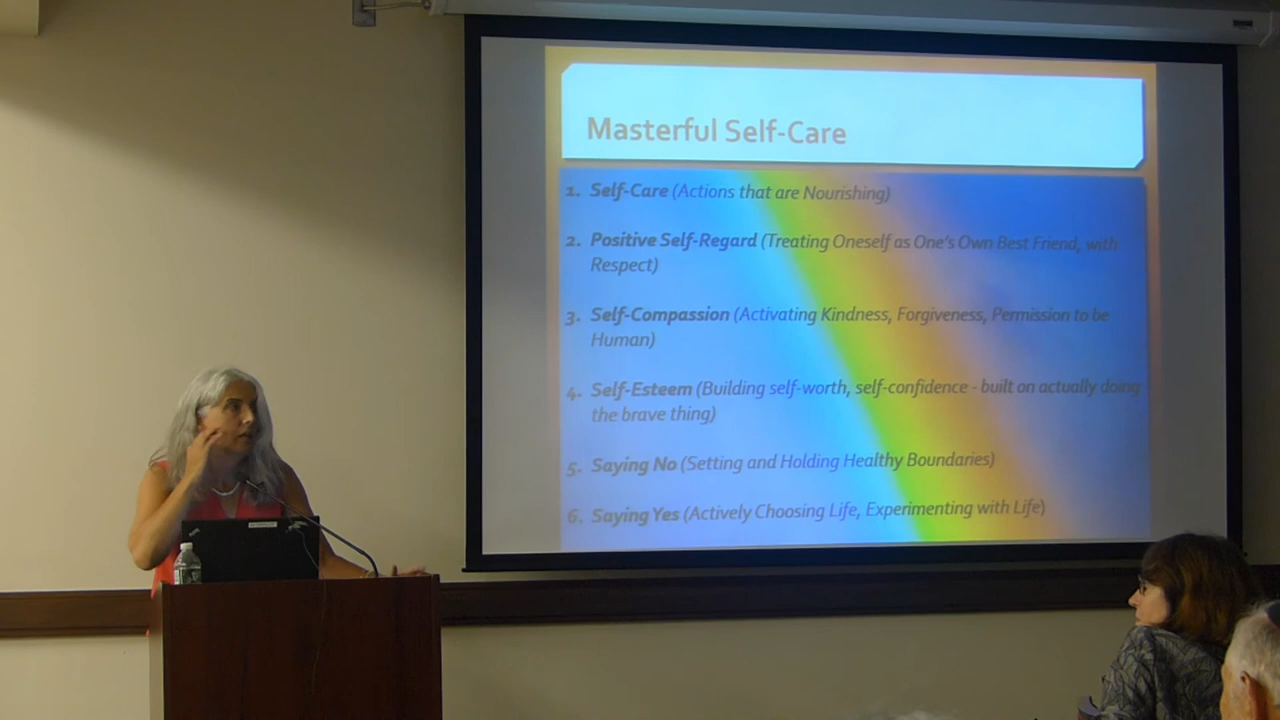 Masterful Self-Care
1. Self-Care (Actions that are Nourishing)
2. Positive Self-Regard (Treating Oneself as One's Own Best Friend, with
Respect)
3. Self-Compassion (Activating Kindness, Forgiveness, Permission to be
Human)
4. Self-Esteem (Building self-worth, self-confidence - built on actually doing
the brave thing)
5. Saying No (Setting and Holding Healthy Boundaries)
6. Saying Yes (Actively Choosing Life, Experimenting with Life)